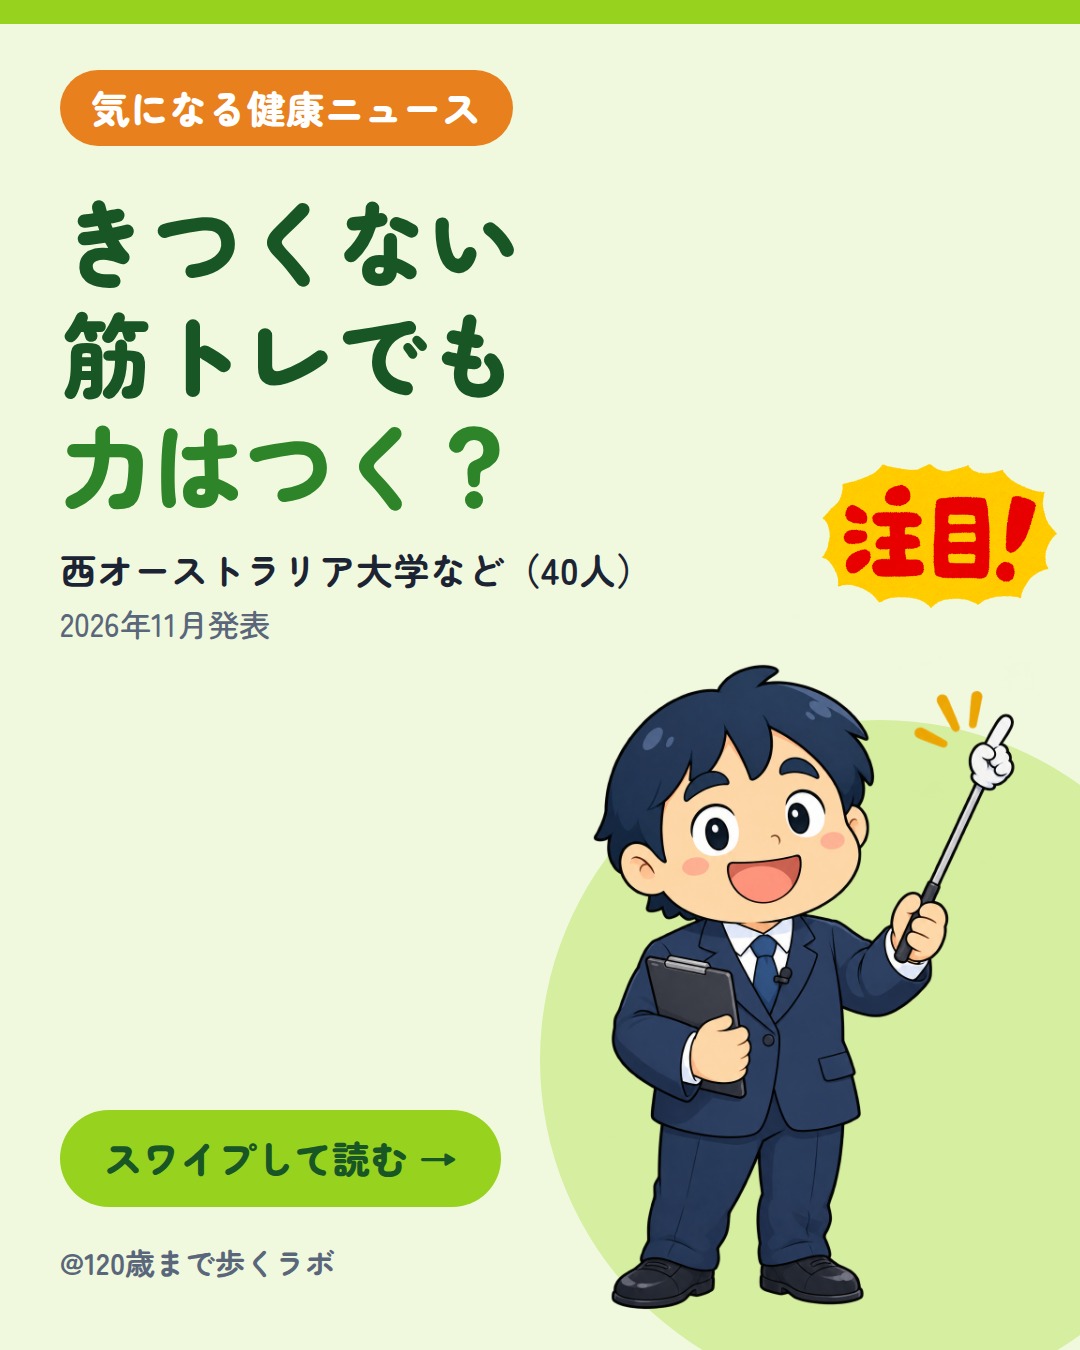 気になる健康ニュース
きつくない
筋トレでも
力はつく？
西オーストラリア大学など（40人）
2026年11月発表
注目!
スワイプして読む →
@120歳まで歩くラボ